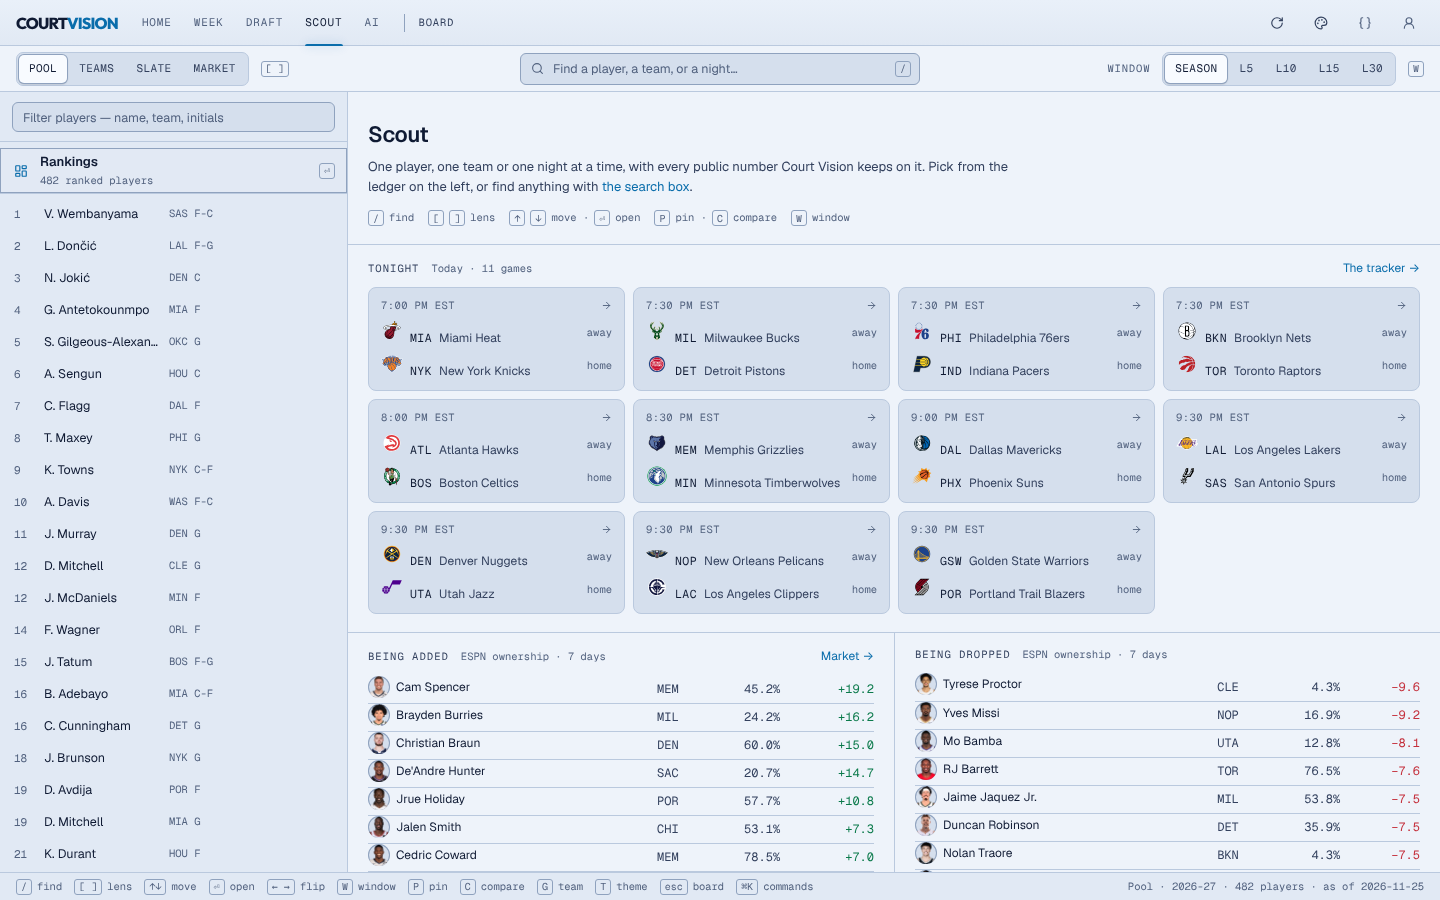 COURTVISION HOME WEEK DRAFT SCOUT AI BOARD { }
POOL TEAMS SLATE MARKET [ ] Find a player, a team, or a night... / WINDOW SEASON L5 L10 L15 L30 W
Filter players — name, team, initials
Rankings
482 ranked players
1 V. Wembanyama SAS F-C
2 L. Dončić LAL F-G
3 N. Jokić DEN C
4 G. Antetokounmpo MIA F
5 S. Gilgeous-Alexan... OKC G
6 A. Sengun HOU C
7 C. Flagg DAL F
8 T. Maxey PHI G
9 K. Towns NYK C-F
10 A. Davis WAS F-C
11 J. Murray DEN G
12 D. Mitchell CLE G
12 J. McDaniels MIN F
14 F. Wagner ORL F
15 J. Tatum BOS F-G
16 B. Adebayo MIA C-F
16 C. Cunningham DET G
18 J. Brunson NYK G
19 D. Avdija POR F
19 D. Mitchell MIA G
21 K. Durant HOU F
Scout
One player, one team or one night at a time, with every public number Court Vision keeps on it. Pick from the
ledger on the left, or find anything with the search box.
/ find [ ] lens ↑ ↓ move · ⏎ open P pin · C compare W window
TONIGHT Today · 11 games The tracker →
7:00 PM EST →
MIA Miami Heat away
NYK New York Knicks home
7:30 PM EST →
MIL Milwaukee Bucks away
DET Detroit Pistons home
7:30 PM EST →
PHI Philadelphia 76ers away
IND Indiana Pacers home
7:30 PM EST →
BKN Brooklyn Nets away
TOR Toronto Raptors home
8:00 PM EST →
ATL Atlanta Hawks away
BOS Boston Celtics home
8:30 PM EST →
MEM Memphis Grizzlies away
MIN Minnesota Timberwolves home
9:00 PM EST →
DAL Dallas Mavericks away
PHX Phoenix Suns home
9:30 PM EST →
LAL Los Angeles Lakers away
SAS San Antonio Spurs home
9:30 PM EST →
DEN Denver Nuggets away
UTA Utah Jazz home
9:30 PM EST →
NOP New Orleans Pelicans away
LAC Los Angeles Clippers home
9:30 PM EST →
GSW Golden State Warriors away
POR Portland Trail Blazers home
BEING ADDED ESPN ownership · 7 days Market →
Cam Spencer MEM 45.2% +19.2
Brayden Burries MIL 24.2% +16.2
Christian Braun DEN 60.0% +15.0
De'Andre Hunter SAC 20.7% +14.7
Jrue Holiday POR 57.7% +10.8
Jalen Smith CHI 53.1% +7.3
Cedric Coward MEM 78.5% +7.0
BEING DROPPED ESPN ownership · 7 days
Tyrese Proctor CLE 4.3% −9.6
Yves Missi NOP 16.9% −9.2
Mo Bamba UTA 12.8% −8.1
RJ Barrett TOR 76.5% −7.6
Jaime Jaquez Jr. MIL 53.8% −7.5
Duncan Robinson DET 35.9% −7.5
Nolan Traore BKN 4.3% −7.5
/ find [ ] lens ↑↓ move ⏎ open ← → flip W window P pin C compare G team T theme esc board ⌘K commands Pool · 2026-27 · 482 players · as of 2026-11-25